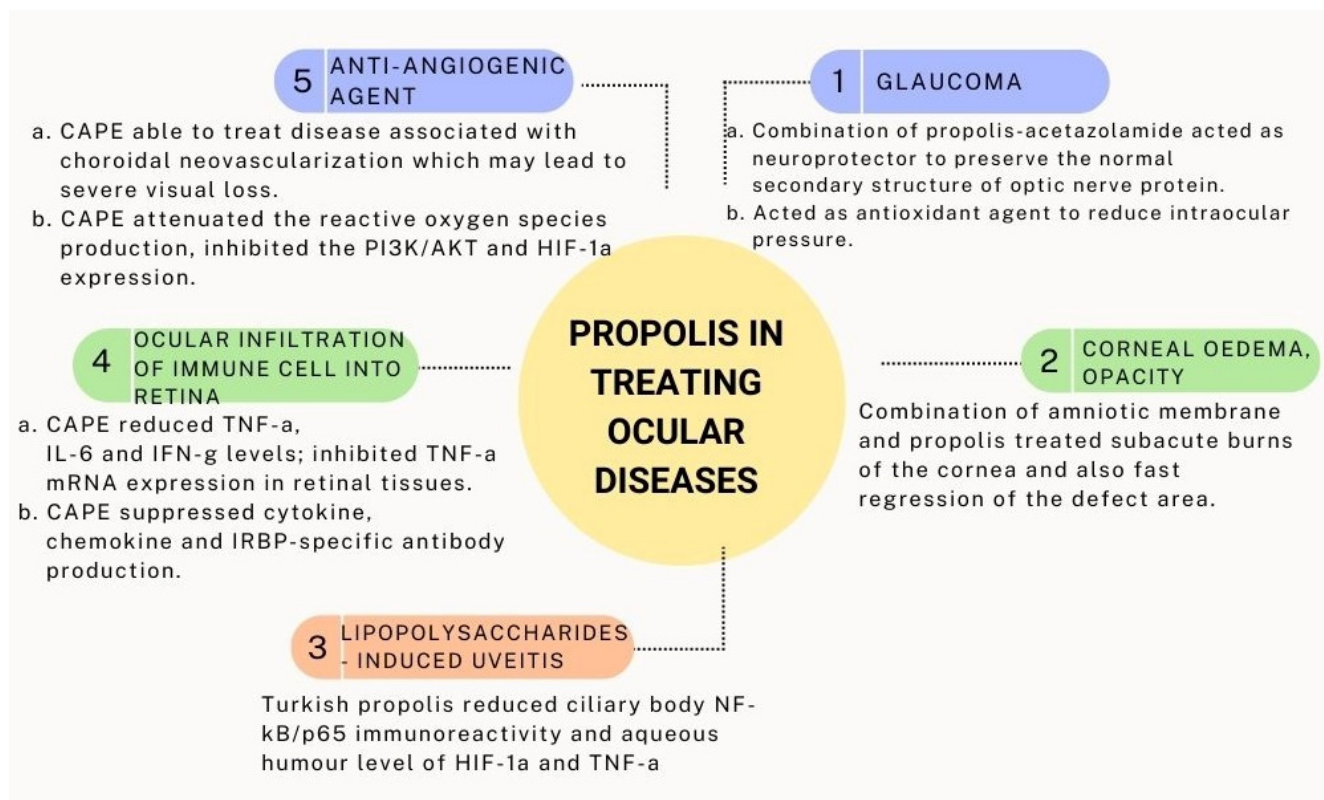 PROPOLIS IN
TREATING
OCULAR
DISEASES
1 GLAUCOMA
a. Combination of propolis-acetazolamide acted as
neuroprotector to preserve the normal
secondary structure of optic nerve protein.
b. Acted as antioxidant agent to reduce intraocular
pressure.
2 CORNEAL OEDEMA,
OPACITY
Combination of amniotic membrane
and propolis treated subacute burns
of the cornea and also fast
regression of the defect area.
3 LIPOPOLYSACCHARIDES
- INDUCED UVEITIS
Turkish propolis reduced ciliary body NF-
kB/p65 immunoreactivity and aqueous
humour level of HIF-1a and TNF-a
4 OCULAR INFILTRATION
OF IMMUNE CELL INTO
RETINA
a. CAPE reduced TNF-a,
IL-6 and IFN-g levels; inhibited TNF-a
mRNA expression in retinal tissues.
b. CAPE suppressed cytokine,
chemokine and IRBP-specific antibody
production.
5 ANTI-ANGIOGENIC
AGENT
a. CAPE able to treat disease associated with
choroidal neovascularization which may lead to
severe visual loss.
b. CAPE attenuated the reactive oxygen species
production, inhibited the PI3K/AKT and HIF-1a
expression.